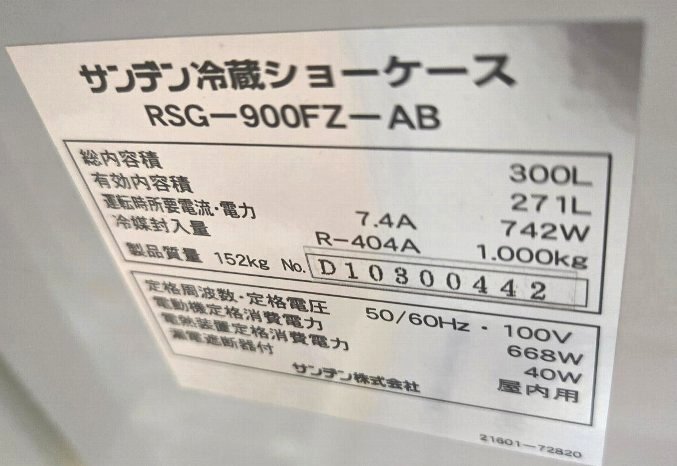 サンデン冷蔵ショーケース
RSG-900FZ-AB
総内容積 300L
有効内容積 271L
運転時所要電流・電力 7.4A 742W
冷媒封入量 R-404A 1.000kg
製品質量 152kg No. D10300442
定格周波数・定格電圧 50/60Hz・100V
電動機定格消費電力 668W
電熱装置定格消費電力 40W
漏電遮断器付 屋内用
サンデン株式会社
21601-72820